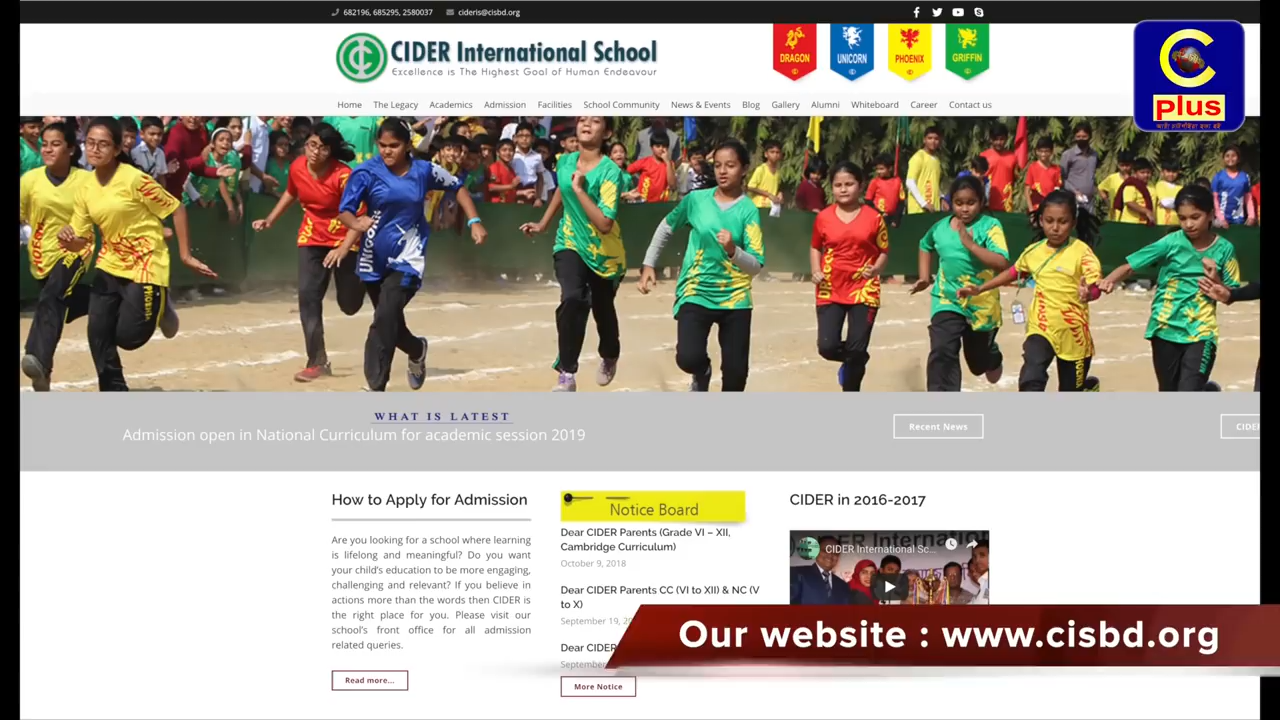 682196, 685295, 2580037 cideris@cisbd.org
CIDER International School
Excellence is The Highest Goal of Human Endeavour
DRAGON UNICORN PHOENIX GRIFFIN
C
Plus
Home The Legacy Academics Admission Facilities School Community News & Events Blog Gallery Alumni Whiteboard Career Contact us
UNICORN
WHAT IS LATEST
Admission open in National Curriculum for academic session 2019
Recent News
CIDER
How to Apply for Admission
Are you looking for a school where learning
is lifelong and meaningful? Do you want
your child's education to be more engaging,
challenging and relevant? If you believe in
actions more than the words then CIDER is
the right place for you. Please visit our
school's front office for all admission
related queries.
Read more...
Notice Board
Dear CIDER Parents (Grade VI – XII,
Cambridge Curriculum)
October 9, 2018
Dear CIDER Parents CC (VI to XII) & NC (V
to X)
September 19, 20
Dear CIDER
September
More Notice
CIDER in 2016-2017
CIDER International Sc...
Our website : www.cisbd.org